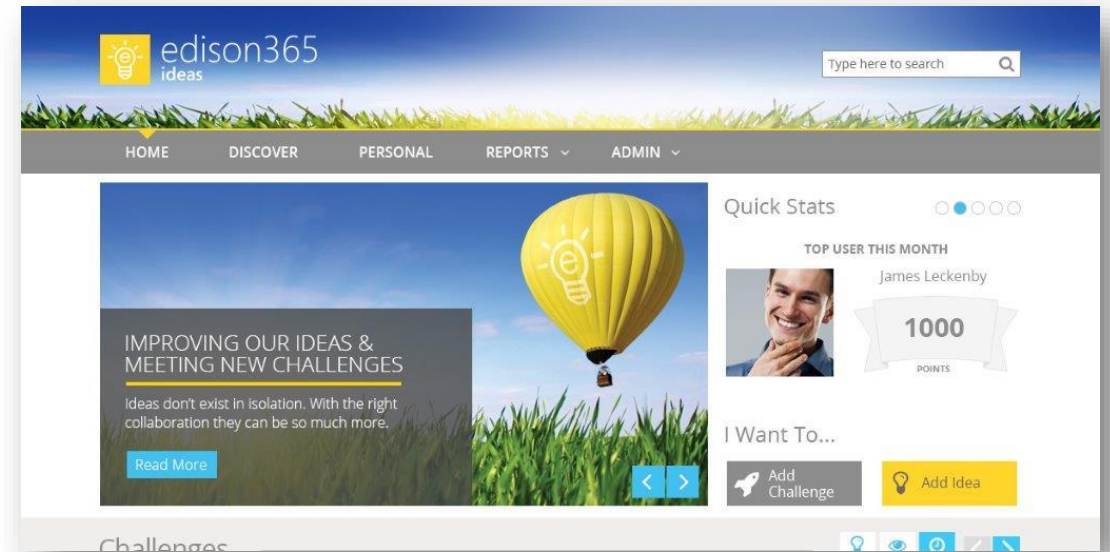 edison365
ideas
Type here to search
HOME DISCOVER PERSONAL REPORTS ADMIN
IMPROVING OUR IDEAS &
MEETING NEW CHALLENGES
Ideas don't exist in isolation. With the right
collaboration they can be so much more.
Read More
Quick Stats
TOP USER THIS MONTH
James Leckenby
1000
POINTS
I Want To...
Add
Challenge
Add Idea
Challenges